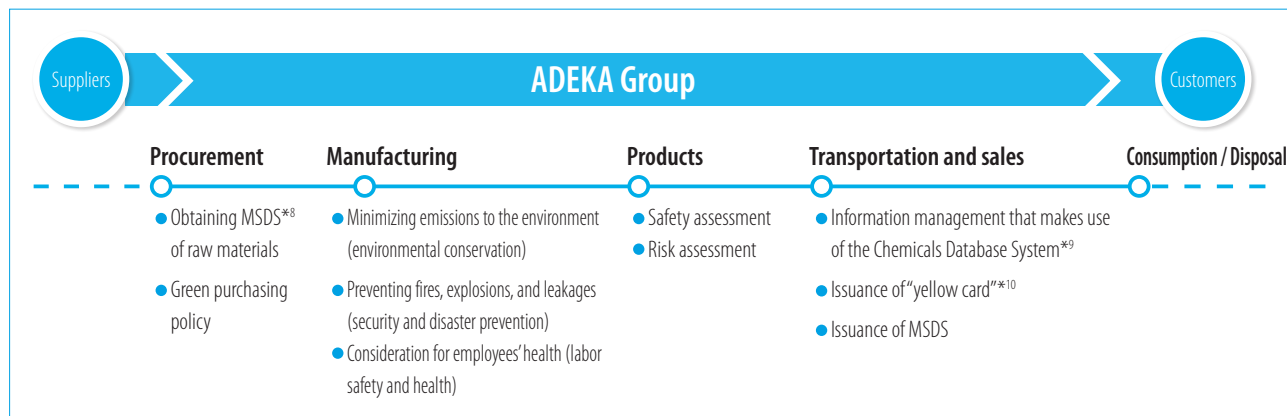 Suppliers
ADEKA Group
Customers
Procurement
Manufacturing
Products
Transportation and sales
Consumption / Disposal
● Obtaining MSDS*8
of raw materials
● Green purchasing
policy
● Minimizing emissions to the environment
(environmental conservation)
● Preventing fires, explosions, and leakages
(security and disaster prevention)
● Consideration for employees' health (labor
safety and health)
● Safety assessment
● Risk assessment
● Information management that makes use
of the Chemicals Database System*9
● Issuance of "yellow card"*10
● Issuance of MSDS